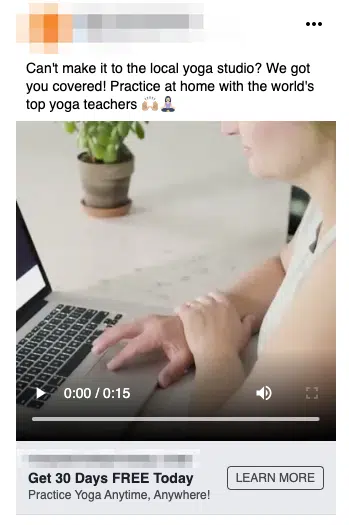 Can't make it to the local yoga studio? We got
you covered! Practice at home with the world's
top yoga teachers 🙌🏼🧘🏻‍♀️
0:00 / 0:15
Get 30 Days FREE Today
LEARN MORE
Practice Yoga Anytime, Anywhere!